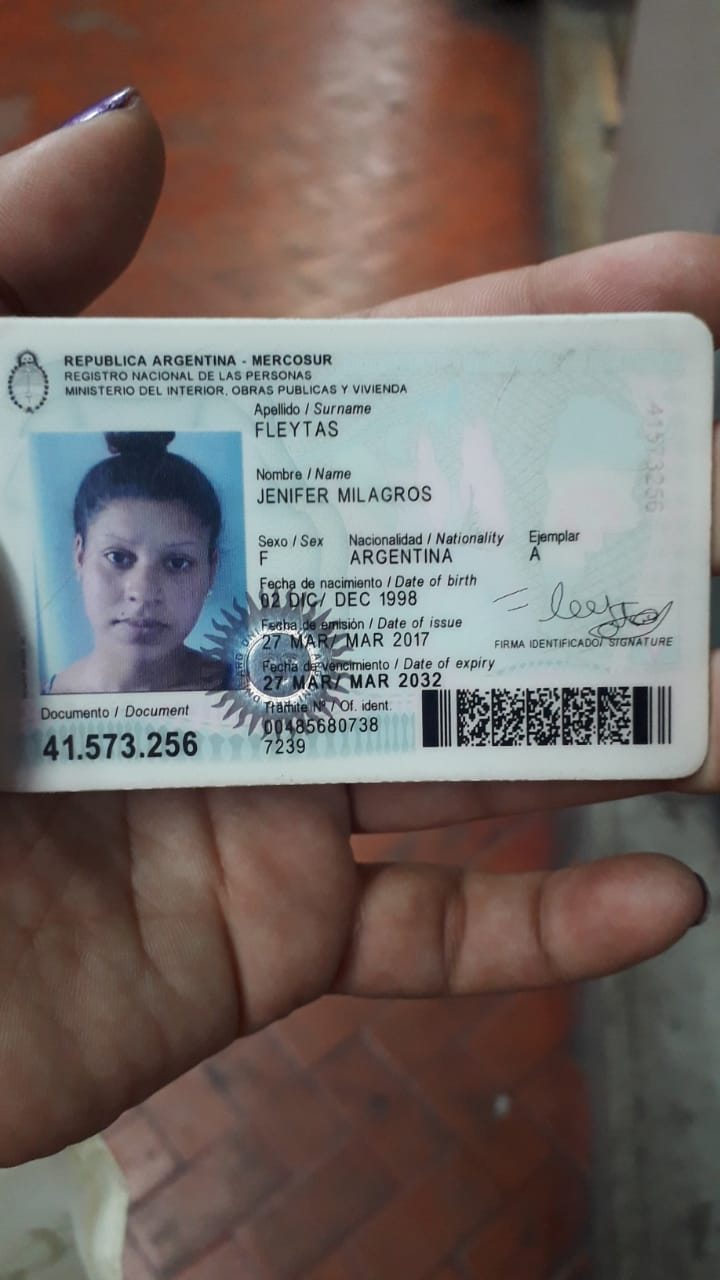 REPUBLICA ARGENTINA - MERCOSUR
REGISTRO NACIONAL DE LAS PERSONAS
MINISTERIO DEL INTERIOR, OBRAS PUBLICAS Y VIVIENDA
Apellido / Surname
FLEYTAS
Nombre / Name
JENIFER MILAGROS
Sexo / Sex Nacionalidad / Nationality Ejemplar
F ARGENTINA A
Fecha de nacimiento / Date of birth
02 DIC/ DEC 1998
Fecha de emisión / Date of issue
27 MAR/ MAR 2017
FIRMA IDENTIFICADO/ SIGNATURE
Fecha de vencimiento / Date of expiry
27 MAR/ MAR 2032
Trámite Nº / Of. ident.
00485680738
7239
Documento / Document
41.573.256
41573256